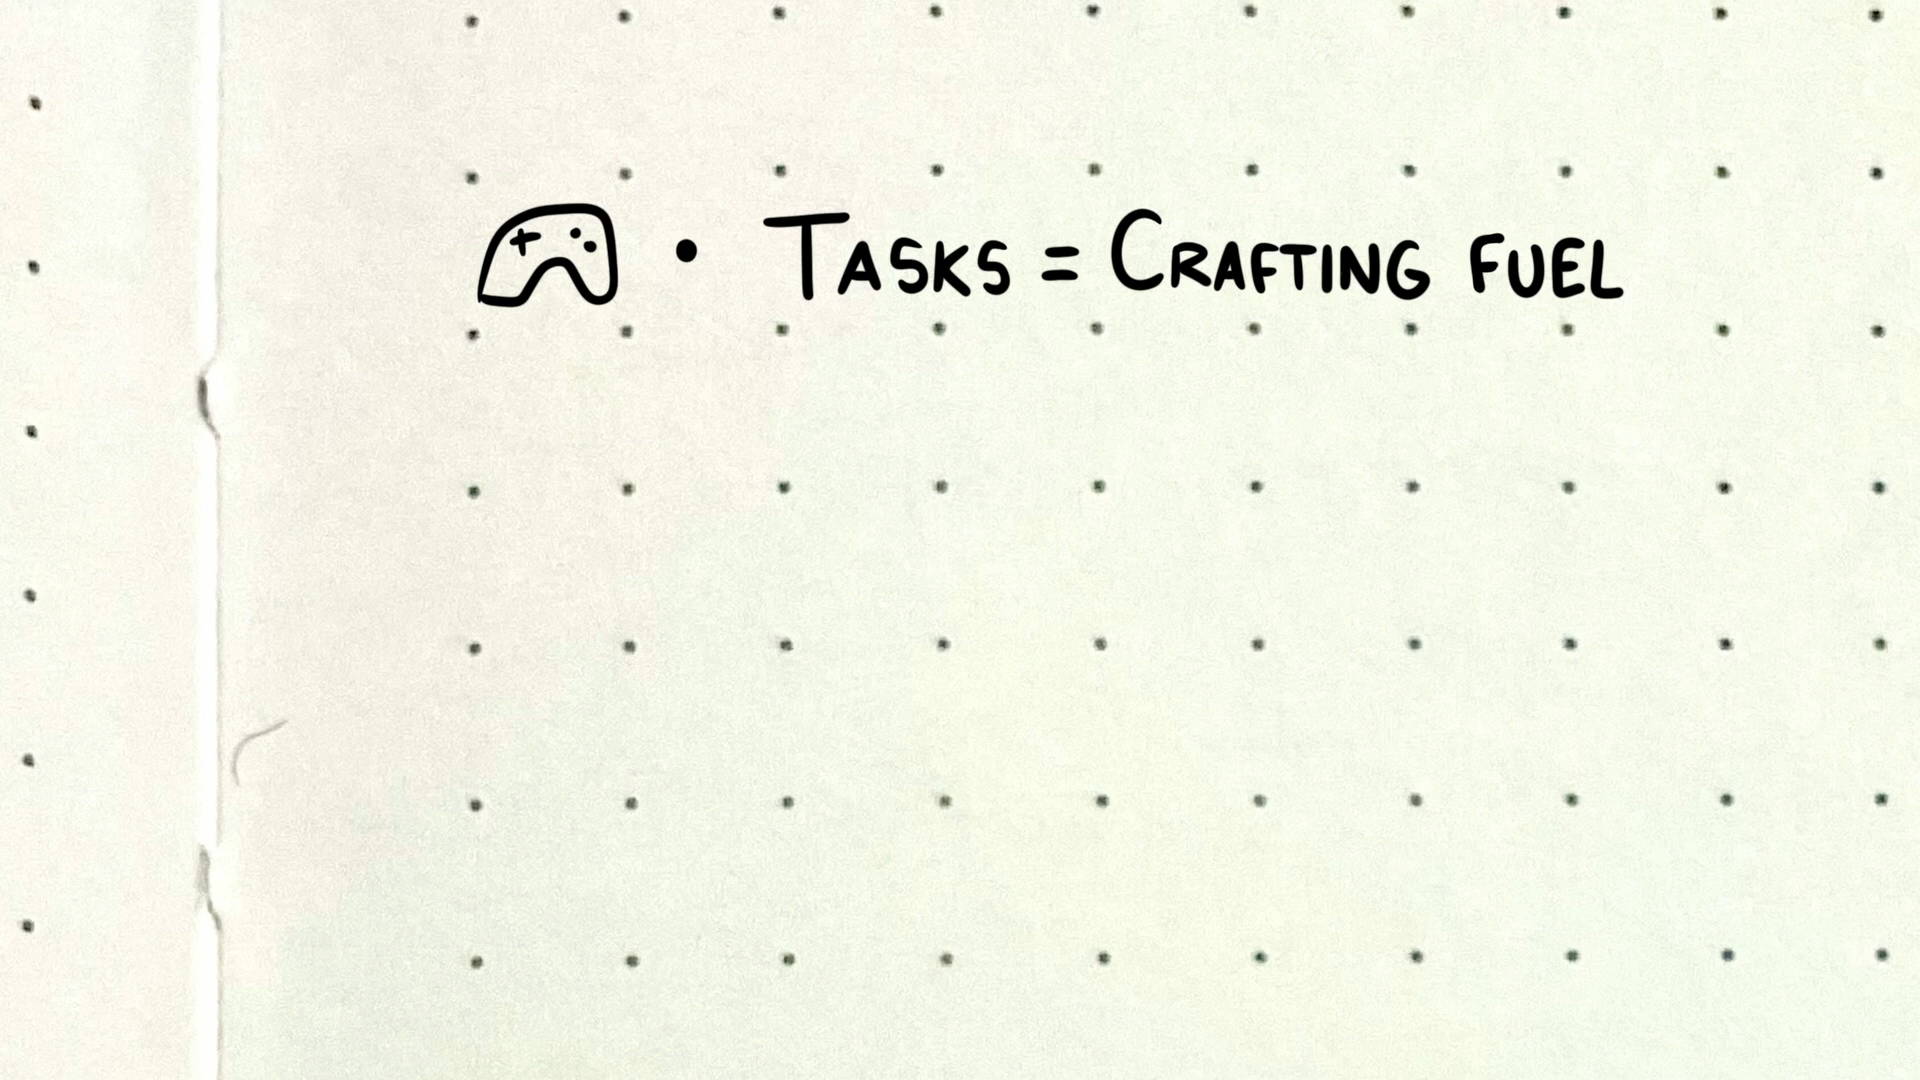 • Tasks = Crafting fuel